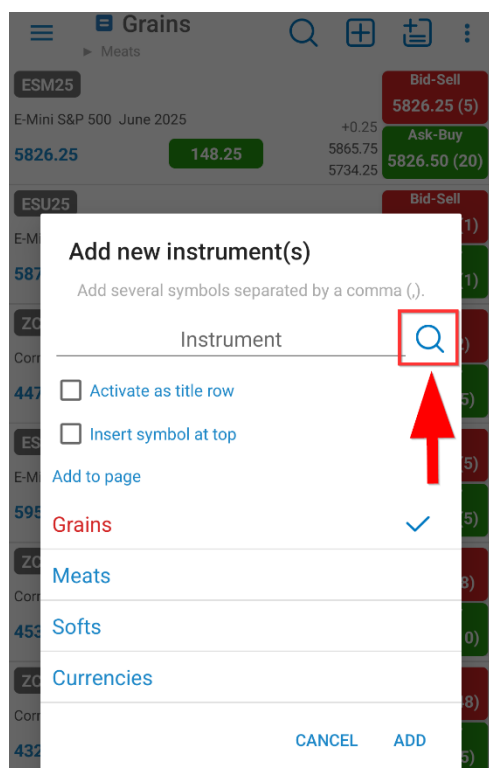 Grains
► Meats
ESM25
E-Mini S&P 500 June 2025
5826.25
148.25
+0.25
5865.75
5734.25
Bid-Sell
5826.25 (5)
Ask-Buy
5826.50 (20)
ESU25
Bid-Sell
Add new instrument(s)
Add several symbols separated by a comma (,).
Instrument
Activate as title row
Insert symbol at top
Add to page
Grains
Meats
Softs
Currencies
CANCEL
ADD